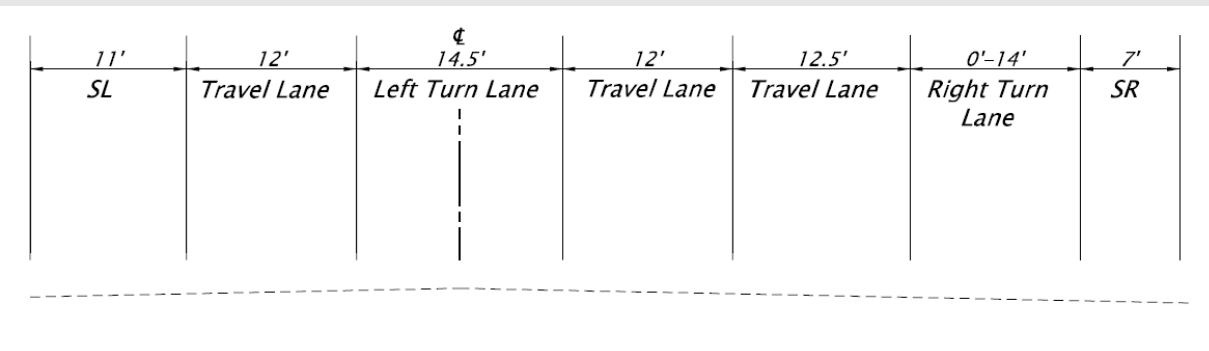 ℄
11' 12' 14.5' 12' 12.5' 0'–14' 7'
SL Travel Lane Left Turn Lane Travel Lane Travel Lane Right Turn SR
Lane